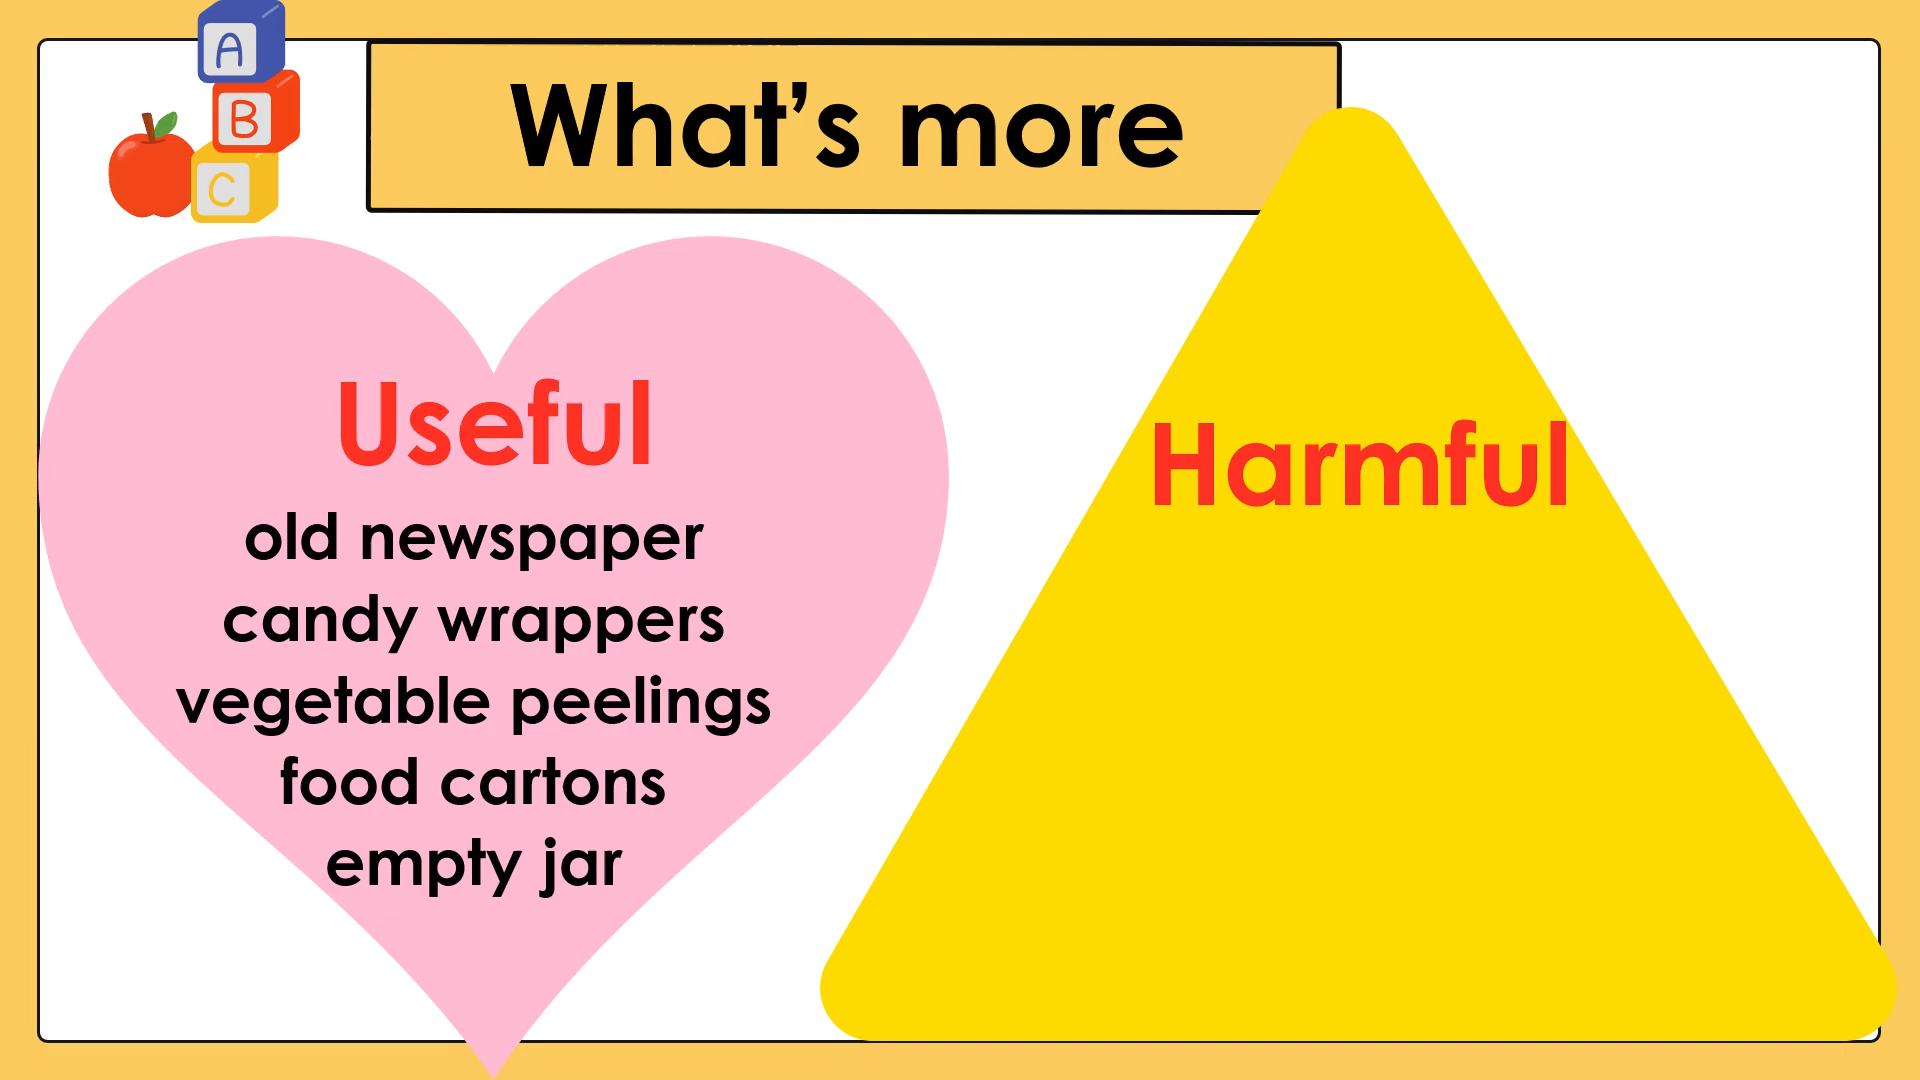 A
B
C
What's more
Useful
old newspaper
candy wrappers
vegetable peelings
food cartons
empty jar
Harmful